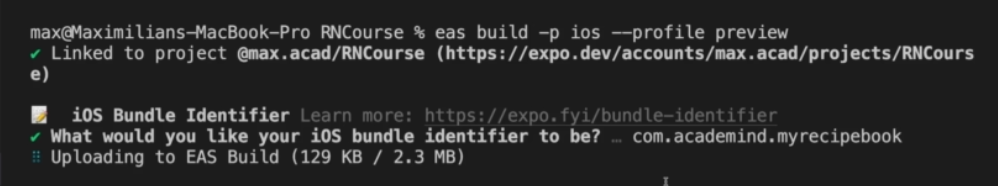 max@Maximilians-MacBook-Pro RNCourse % eas build -p ios --profile preview
✔ Linked to project @max.acad/RNCourse (https://expo.dev/accounts/max.acad/projects/RNCours
e)
📝 iOS Bundle Identifier Learn more: https://expo.fyi/bundle-identifier
✔ What would you like your iOS bundle identifier to be? … com.academind.myrecipebook
⠿ Uploading to EAS Build (129 KB / 2.3 MB)